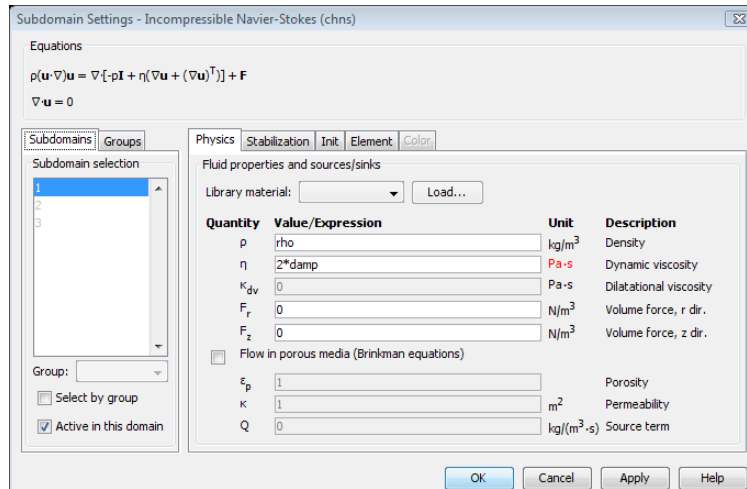 Subdomain Settings - Incompressible Navier-Stokes (chns)
Equations
ρ(u·∇)u = ∇·[-pI + η(∇u + (∇u)ᵀ)] + F
∇·u = 0
Subdomains Groups
Subdomain selection
1
2
3
Group:
Select by group
Active in this domain
Physics Stabilization Init Element Color
Fluid properties and sources/sinks
Library material: Load...
Quantity Value/Expression Unit Description
ρ rho kg/m³ Density
η 2*damp Pa·s Dynamic viscosity
κdv 0 Pa·s Dilatational viscosity
Fr 0 N/m³ Volume force, r dir.
Fz 0 N/m³ Volume force, z dir.
Flow in porous media (Brinkman equations)
εp 1 Porosity
κ 1 m² Permeability
Q 0 kg/(m³·s) Source term
OK Cancel Apply Help